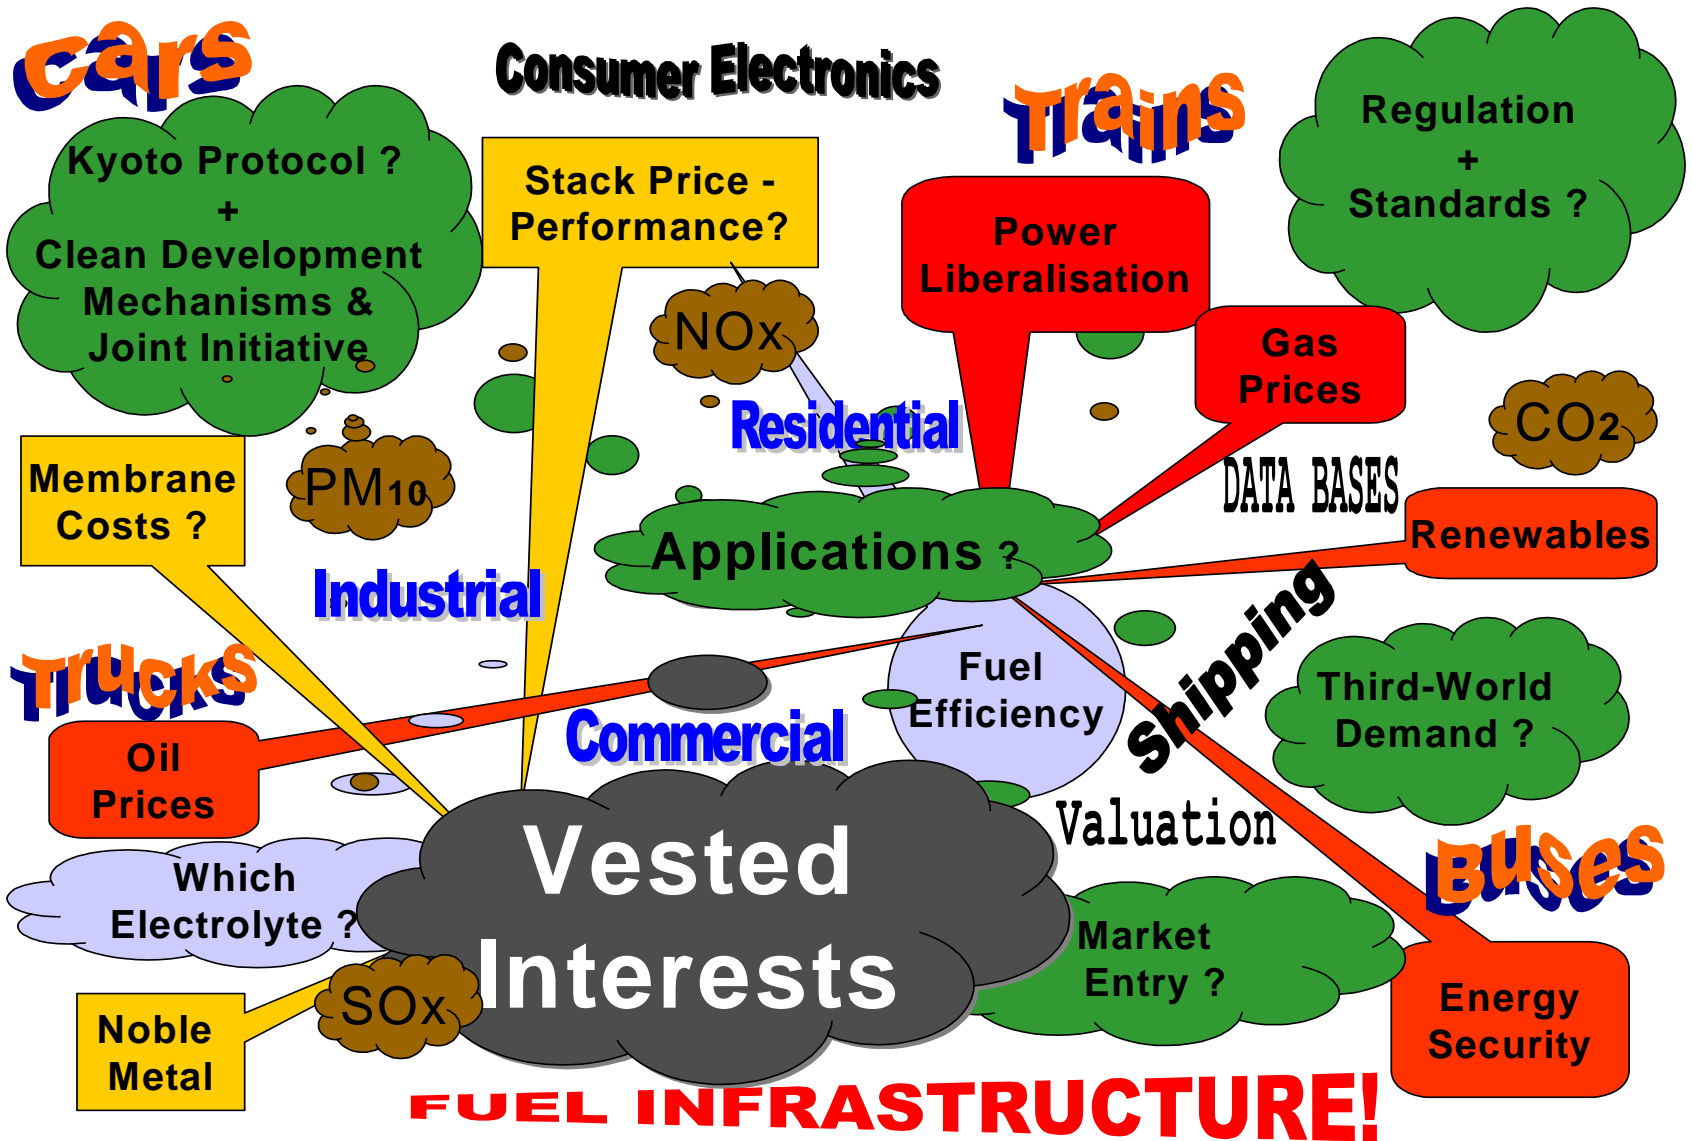 Cars
Consumer Electronics
Trains
Regulation
+
Standards ?
Kyoto Protocol ?
+
Clean Development
Mechanisms &
Joint Initiative
Stack Price -
Performance?
Power
Liberalisation
NOx
Gas
Prices
CO2
Residential
Membrane
Costs ?
PM10
DATA BASES
Renewables
Applications ?
Industrial
Shipping
Fuel
Efficiency
Third-World
Demand ?
Trucks
Oil
Prices
Commercial
Valuation
Buses
Which
Electrolyte ?
Vested
Interests
Market
Entry ?
SOx
Energy
Security
Noble
Metal
FUEL INFRASTRUCTURE!